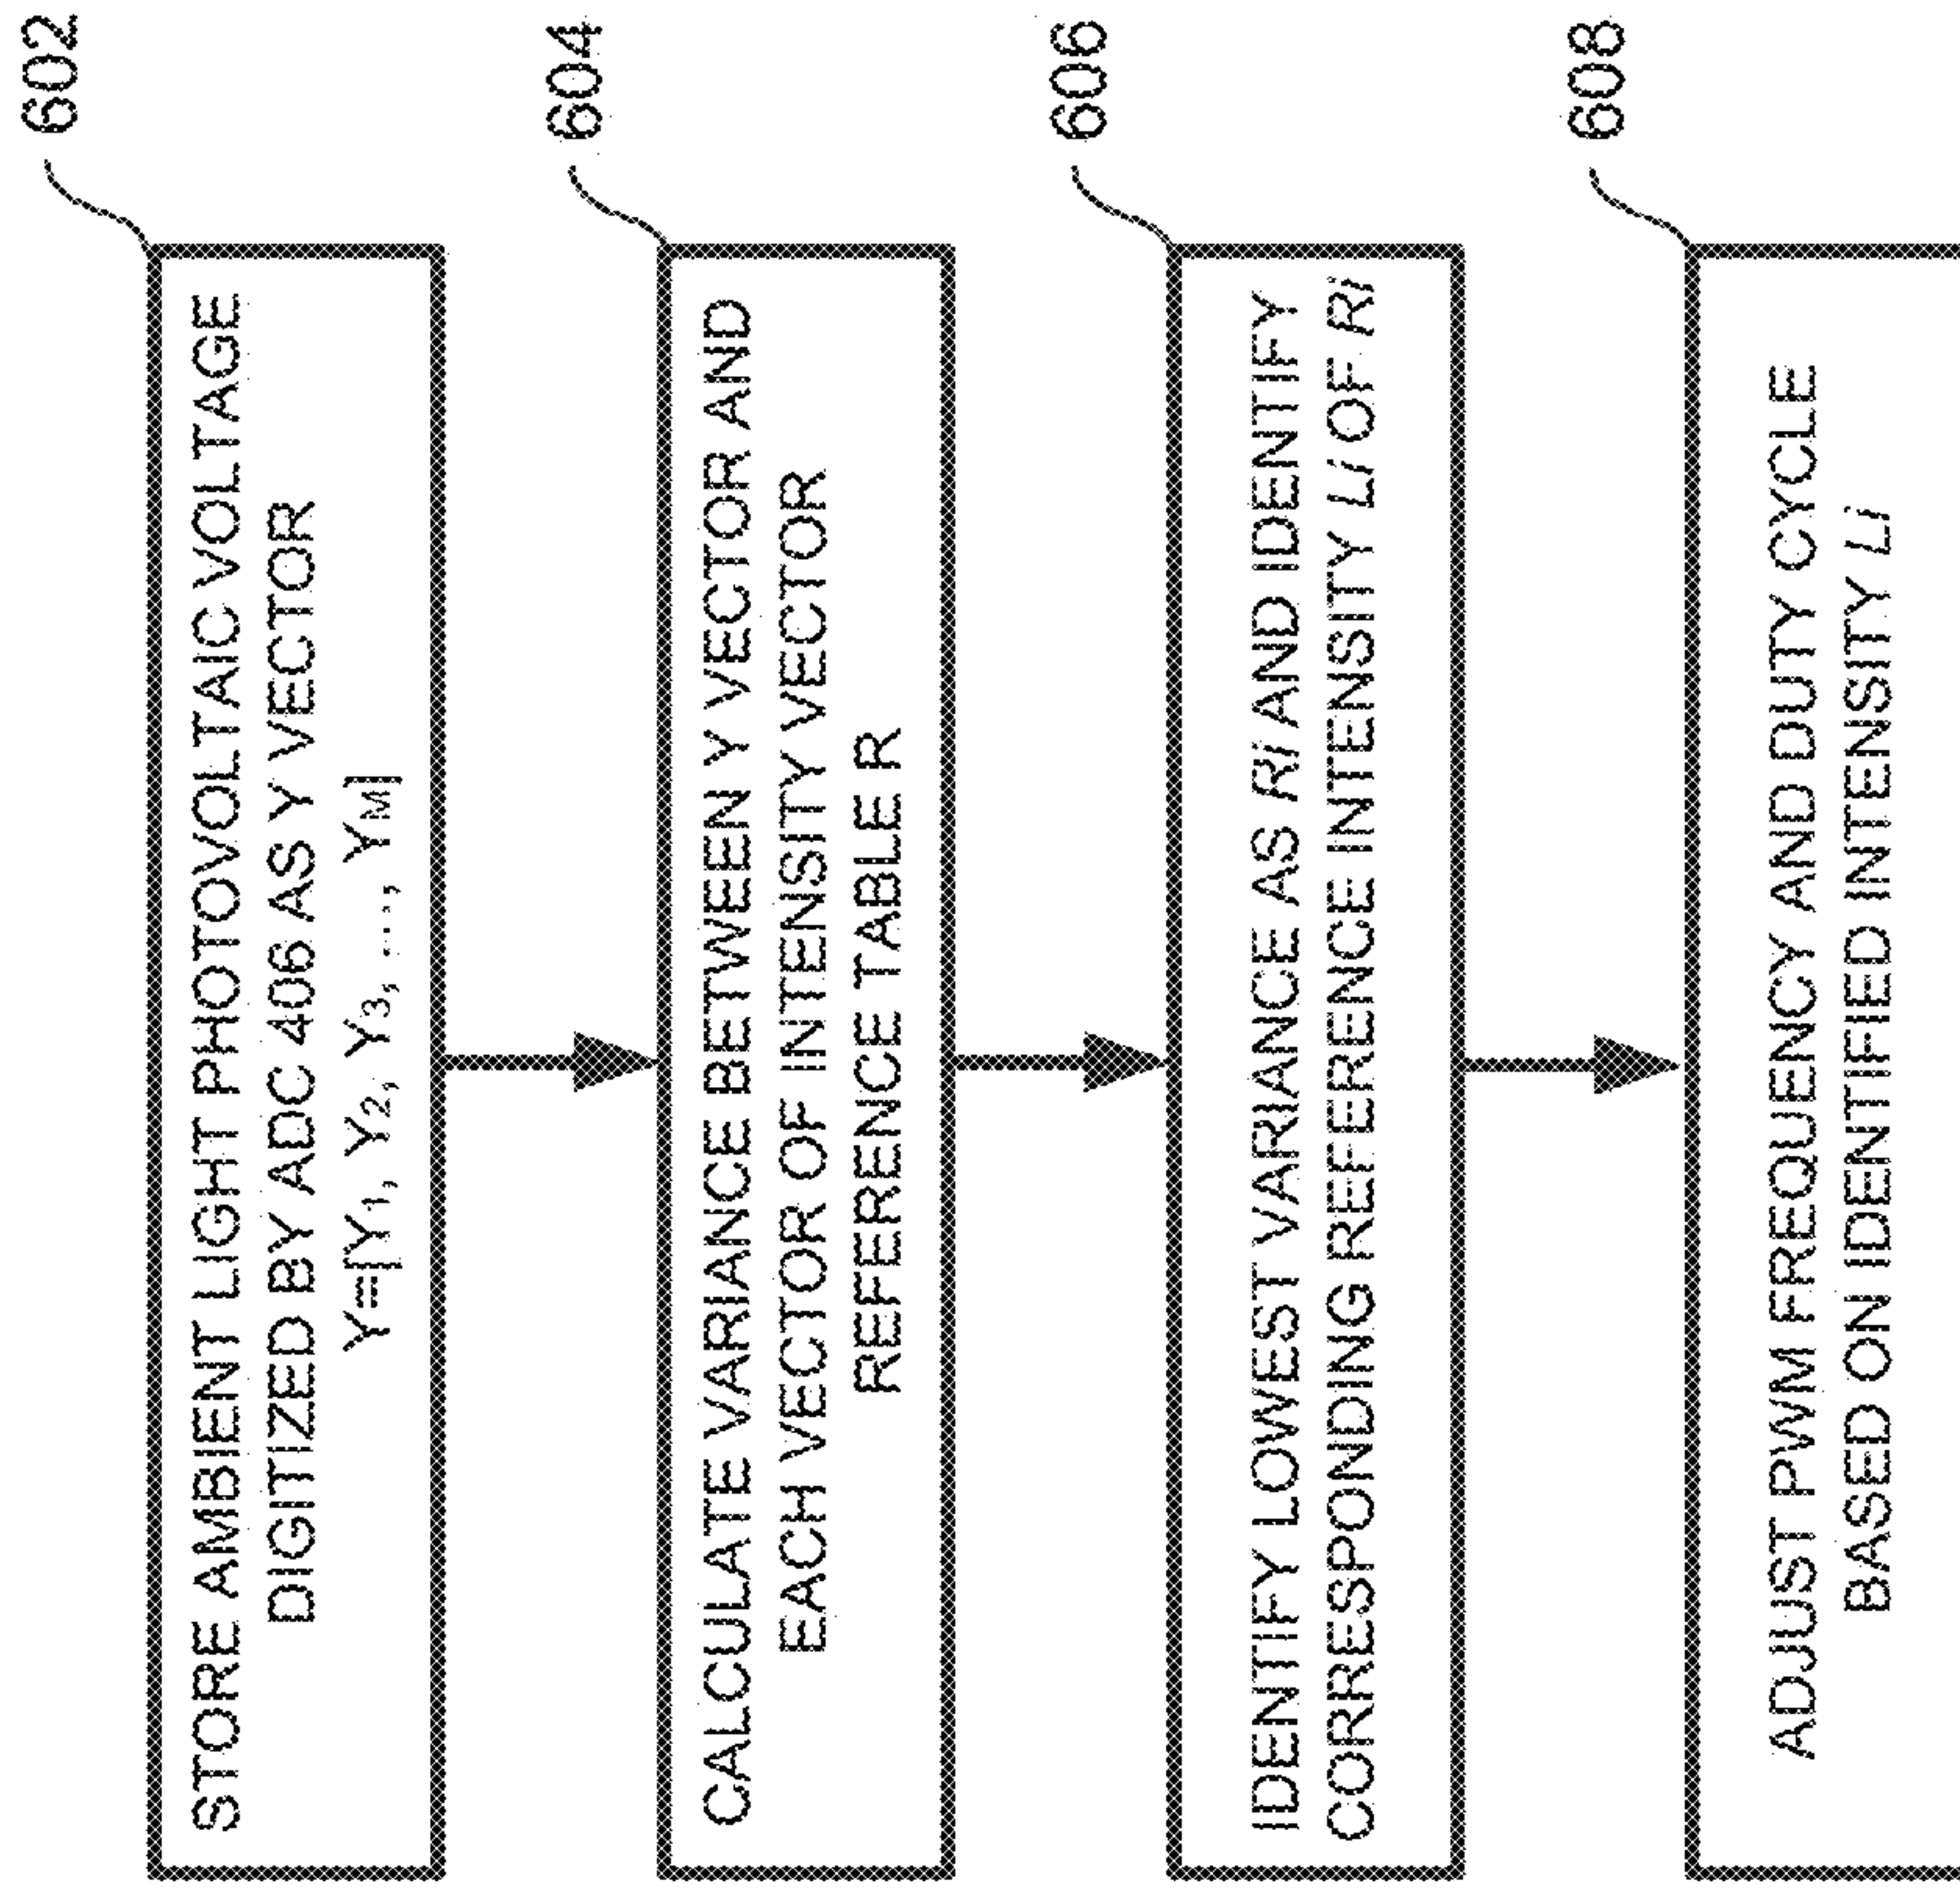 602
STORE AMBIENT LIGHT PHOTOVOLTAIC VOLTAGE
DIGITIZED BY ADC 406 AS Y VECTOR
Y=[Y1, Y2, Y3, ..., YM]
604
CALCULATE VARIANCE BETWEEN Y VECTOR AND
EACH VECTOR OF INTENSITY VECTOR
REFERENCE TABLE R
606
IDENTIFY LOWEST VARIANCE AS Ri AND IDENTIFY
CORRESPONDING REFERENCE INTENSITY Li OF Ri
608
ADJUST PWM FREQUENCY AND DUTY CYCLE
BASED ON IDENTIFIED INTENSITY Li